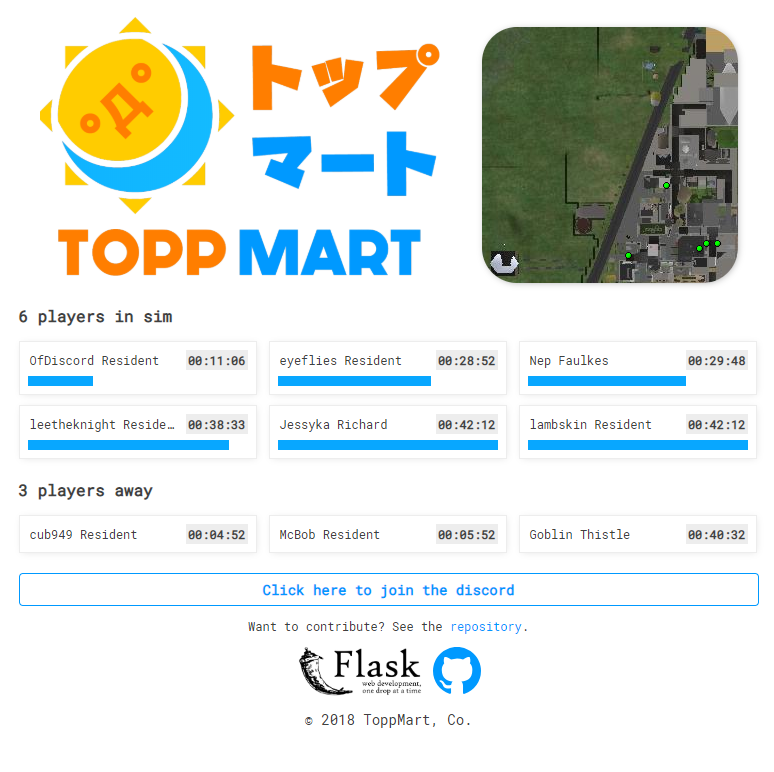 °Д°
トップ
マート
TOPP MART
6 players in sim
OfDiscord Resident 00:11:06
eyeflies Resident 00:28:52
Nep Faulkes 00:29:48
leetheknight Reside… 00:38:33
Jessyka Richard 00:42:12
lambskin Resident 00:42:12
3 players away
cub949 Resident 00:04:52
McBob Resident 00:05:52
Goblin Thistle 00:40:32
Click here to join the discord
Want to contribute? See the repository.
Flask
web development,
one drop at a time
© 2018 ToppMart, Co.